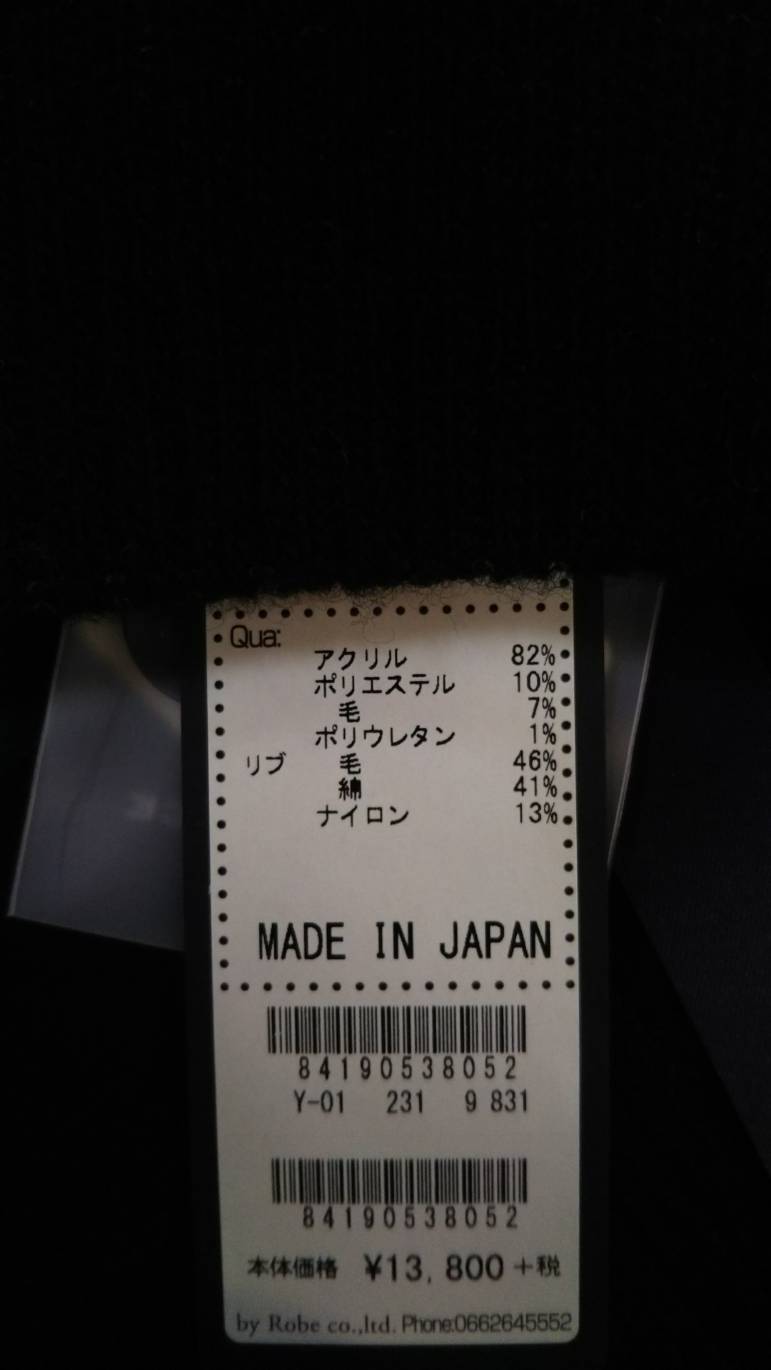 Qua:
アクリル 82%
ポリエステル 10%
毛 7%
ポリウレタン 1%
リブ 毛 46%
綿 41%
ナイロン 13%
MADE IN JAPAN
84190538052
Y-01 231 9 831
84190538052
本体価格 ¥13,800+税
by Robe co.,ltd. Phone:0662645552